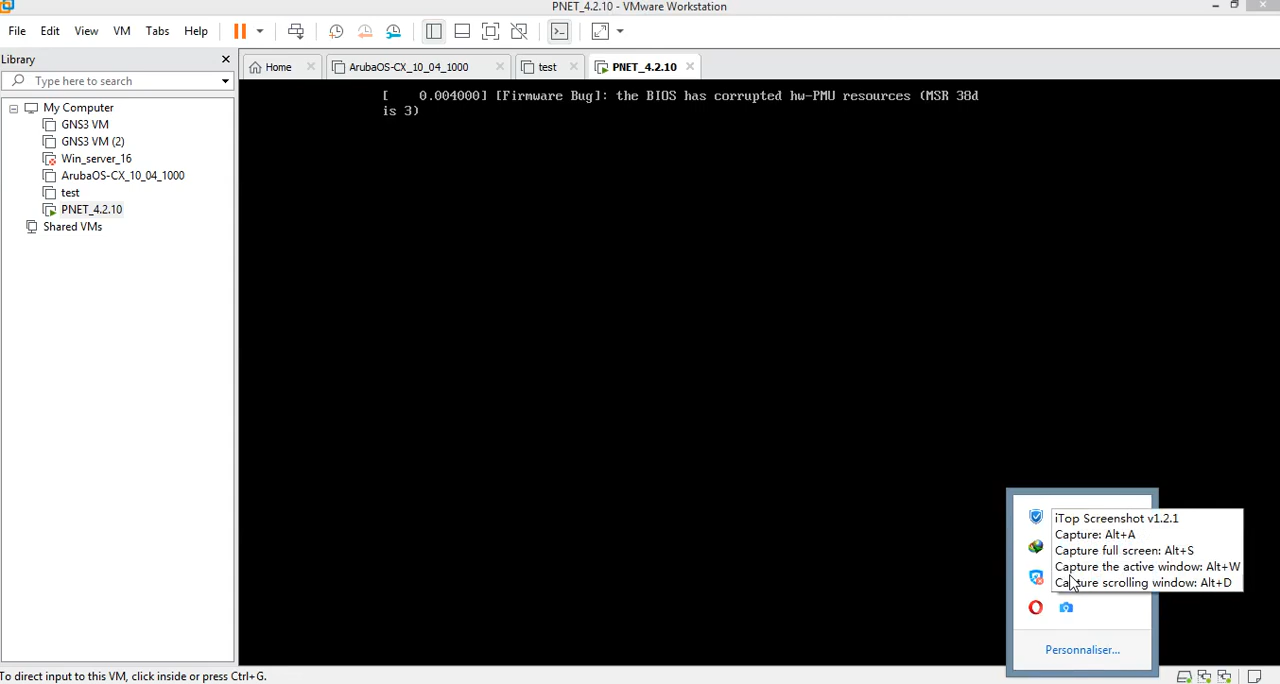 PNET_4.2.10 - VMware Workstation
File Edit View VM Tabs Help
Library
Type here to search
My Computer
GNS3 VM
GNS3 VM (2)
Win_server_16
ArubaOS-CX_10_04_1000
test
PNET_4.2.10
Shared VMs
Home
ArubaOS-CX_10_04_1000
test
PNET_4.2.10
[    0.004000] [Firmware Bug]: the BIOS has corrupted hw-PMU resources (MSR 38d
is 3)
iTop Screenshot v1.2.1
Capture: Alt+A
Capture full screen: Alt+S
Capture the active window: Alt+W
Capture scrolling window: Alt+D
Personnaliser...
To direct input to this VM, click inside or press Ctrl+G.